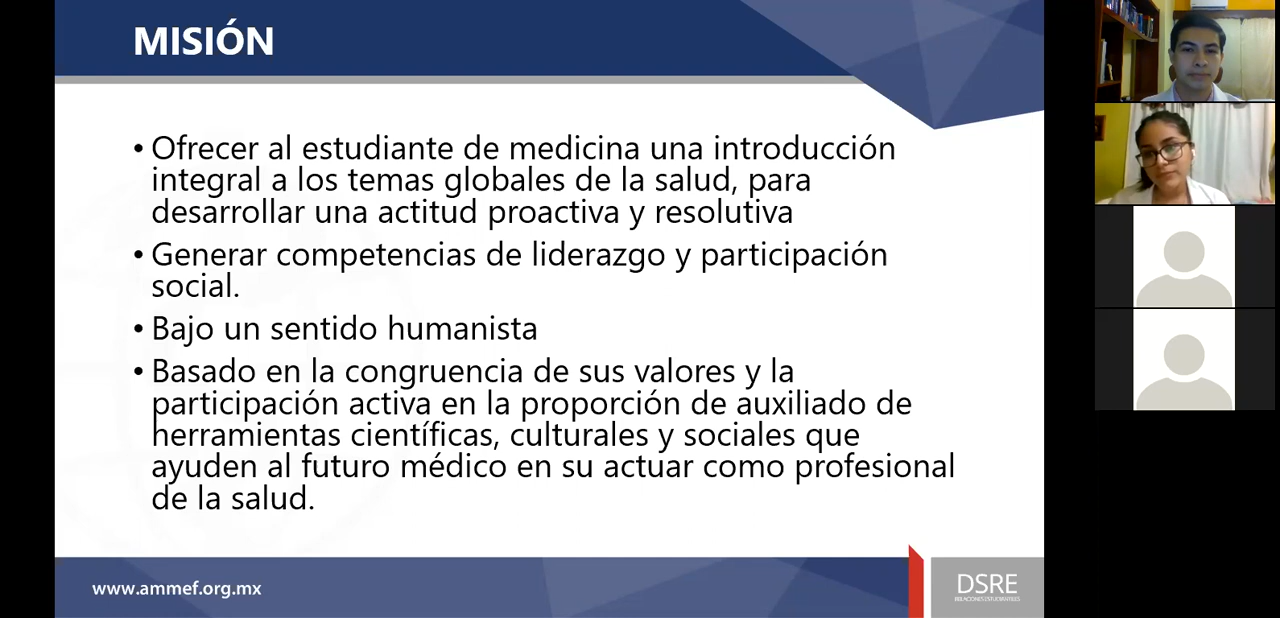 MISIÓN
• Ofrecer al estudiante de medicina una introducción
integral a los temas globales de la salud, para
desarrollar una actitud proactiva y resolutiva
• Generar competencias de liderazgo y participación
social.
• Bajo un sentido humanista
• Basado en la congruencia de sus valores y la
participación activa en la proporción de auxiliado de
herramientas científicas, culturales y sociales que
ayuden al futuro médico en su actuar como profesional
de la salud.
www.ammef.org.mx
DSRE
RELACIONES ESTUDIANTILES